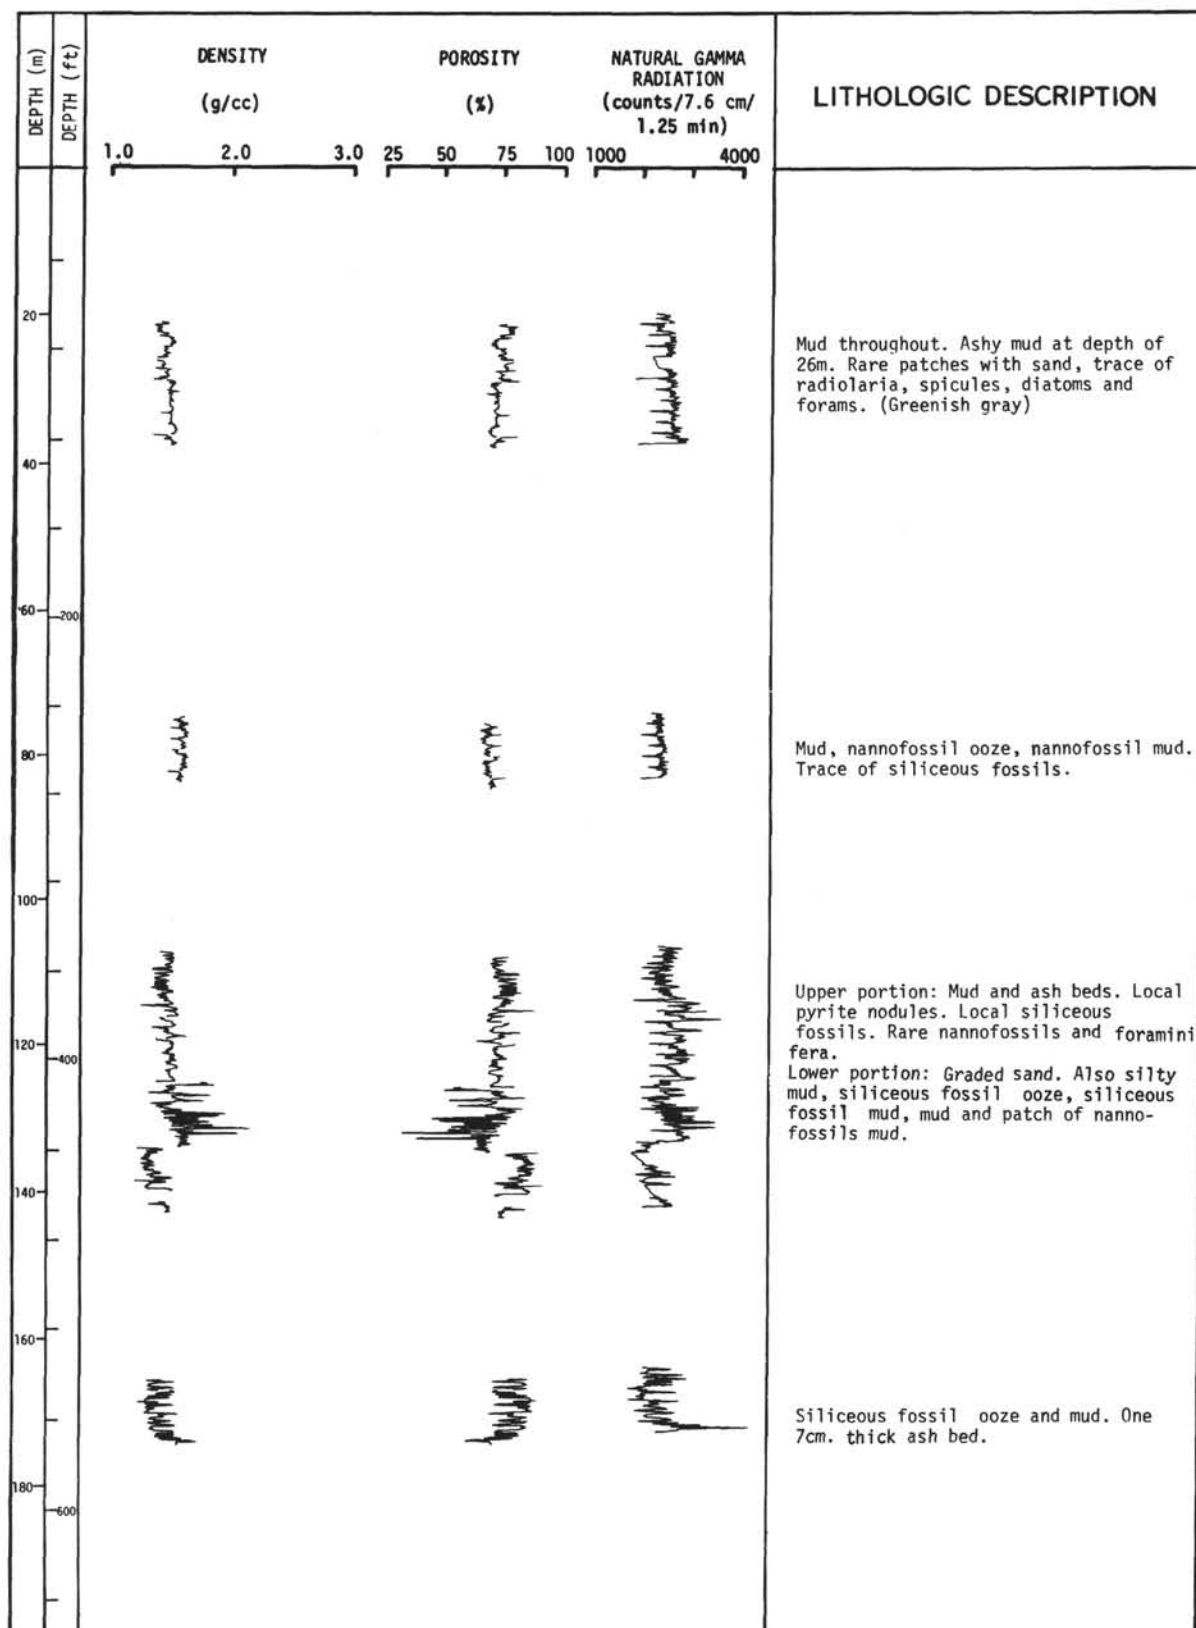 DEPTH (m)
DEPTH (ft)
DENSITY
(g/cc)
1.0 2.0 3.0
POROSITY
(%)
25 50 75 100
NATURAL GAMMA
RADIATION
(counts/7.6 cm/
1.25 min)
1000 4000
LITHOLOGIC DESCRIPTION
20
Mud throughout. Ashy mud at depth of
26m. Rare patches with sand, trace of
radiolaria, spicules, diatoms and
forams. (Greenish gray)
40
60
200
80
Mud, nannofossil ooze, nannofossil mud.
Trace of siliceous fossils.
100
Upper portion: Mud and ash beds. Local
pyrite nodules. Local siliceous
fossils. Rare nannofossils and foramini
fera.
120
400
Lower portion: Graded sand. Also silty
mud, siliceous fossil ooze, siliceous
fossil mud, mud and patch of nanno-
fossils mud.
140
160
Siliceous fossil ooze and mud. One
7cm. thick ash bed.
180
600